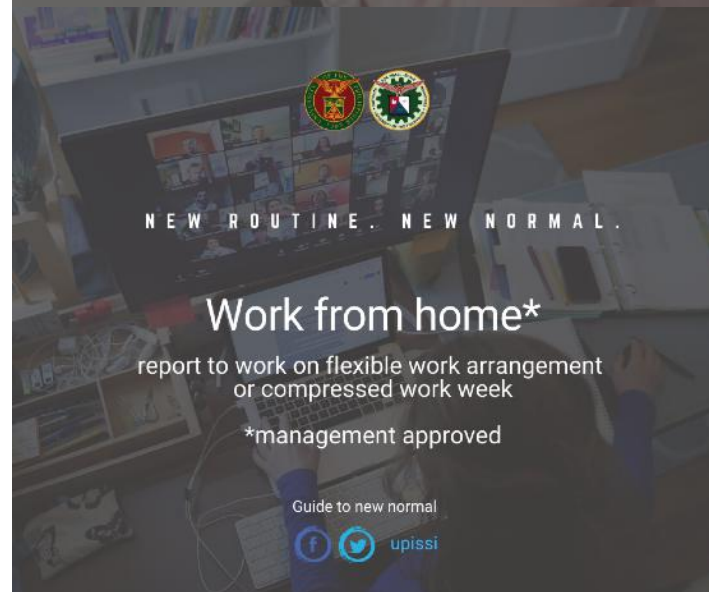 NEW ROUTINE. NEW NORMAL.
Work from home*
report to work on flexible work arrangement
or compressed work week
*management approved
Guide to new normal
upissi